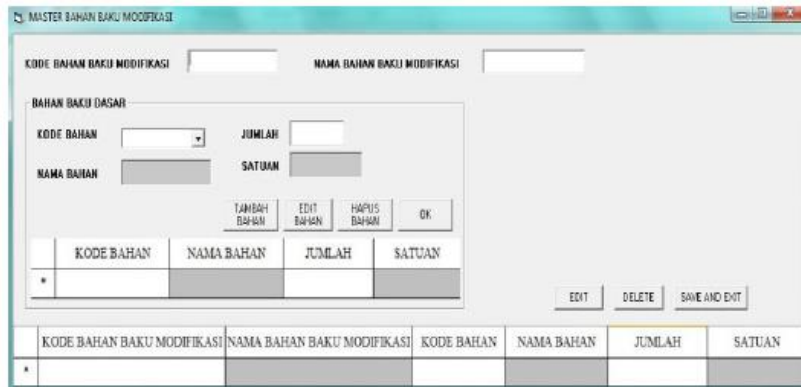 MASTER BAHAN BAKU MODIFIKASI
KODE BAHAN BAKU MODIFIKASI NAMA BAHAN BAKU MODIFIKASI
BAHAN BAKU DASAR
KODE BAHAN JUMLAH
NAMA BAHAN SATUAN
TAMBAH BAHAN EDIT BAHAN HAPUS BAHAN OK
KODE BAHAN NAMA BAHAN JUMLAH SATUAN
*
EDIT DELETE SAVE AND EXIT
KODE BAHAN BAKU MODIFIKASI NAMA BAHAN BAKU MODIFIKASI KODE BAHAN NAMA BAHAN JUMLAH SATUAN
*